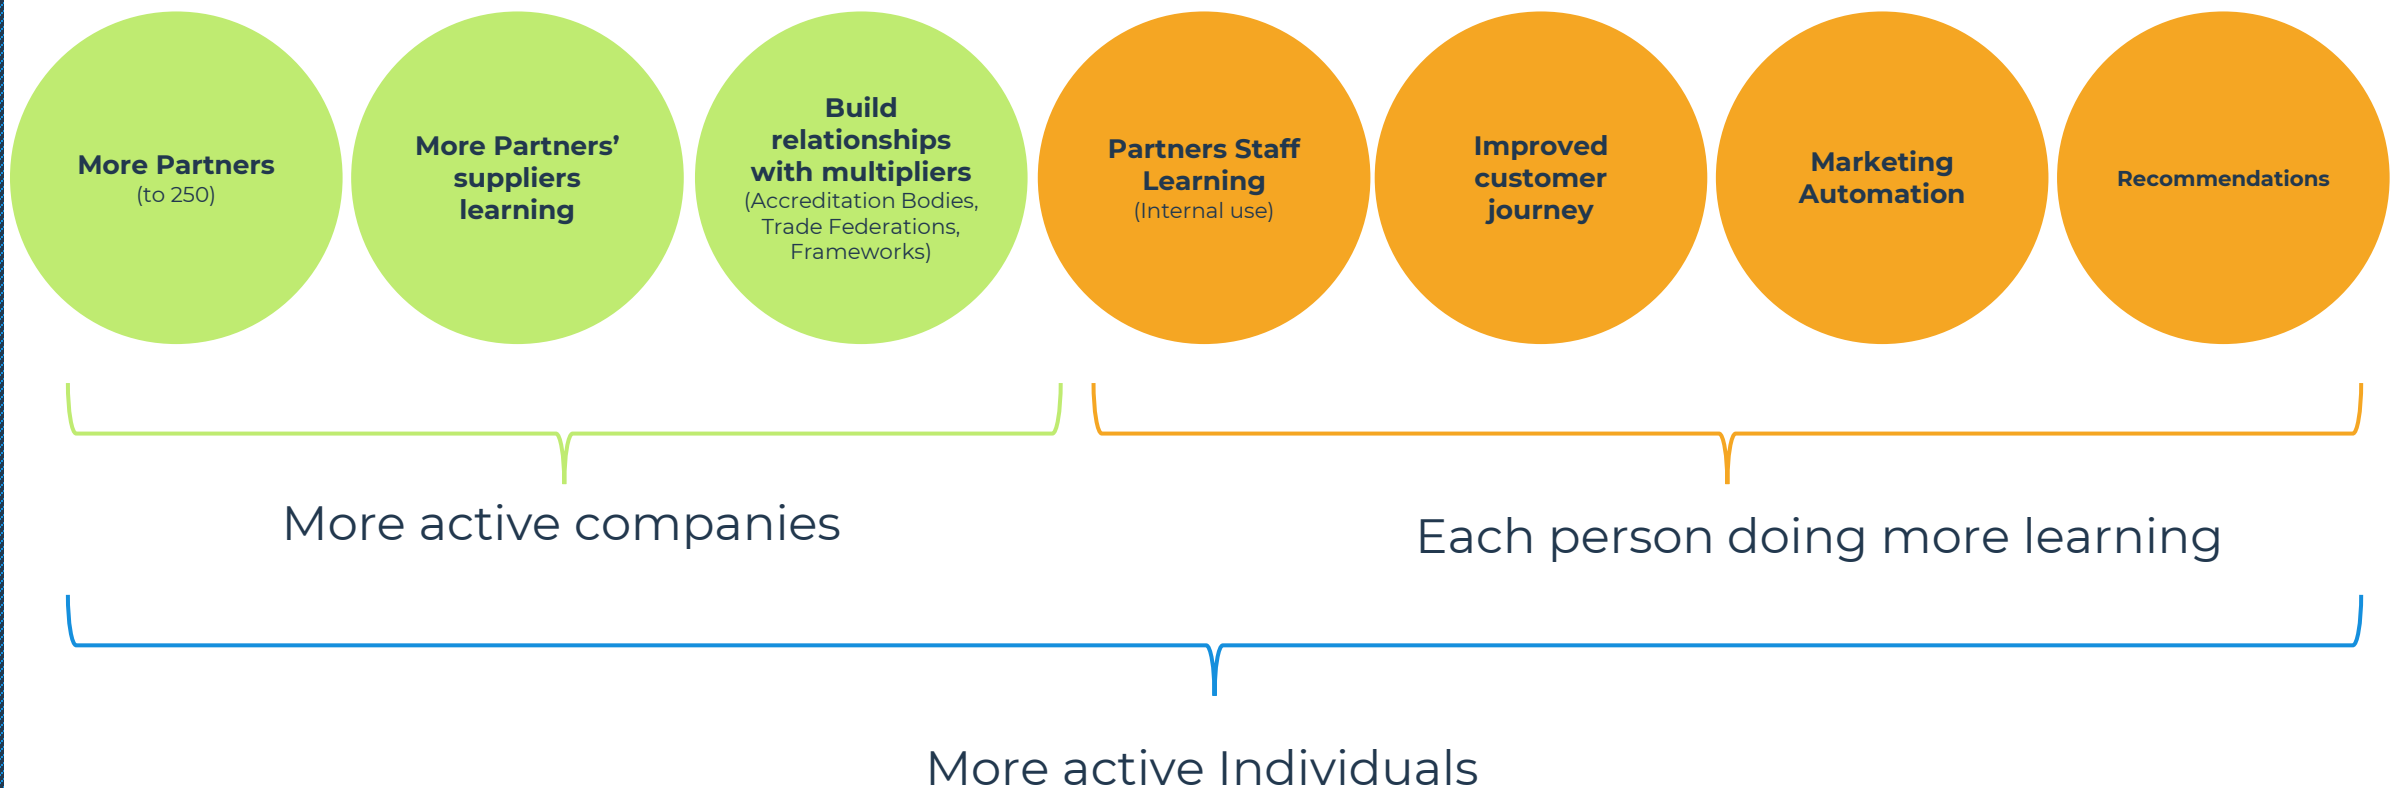 More Partners
(to 250)
More Partners’
suppliers
learning
Build
relationships
with multipliers
(Accreditation Bodies,
Trade Federations,
Frameworks)
Partners Staff
Learning
(Internal use)
Improved
customer
journey
Marketing
Automation
Recommendations
More active companies
Each person doing more learning
More active Individuals